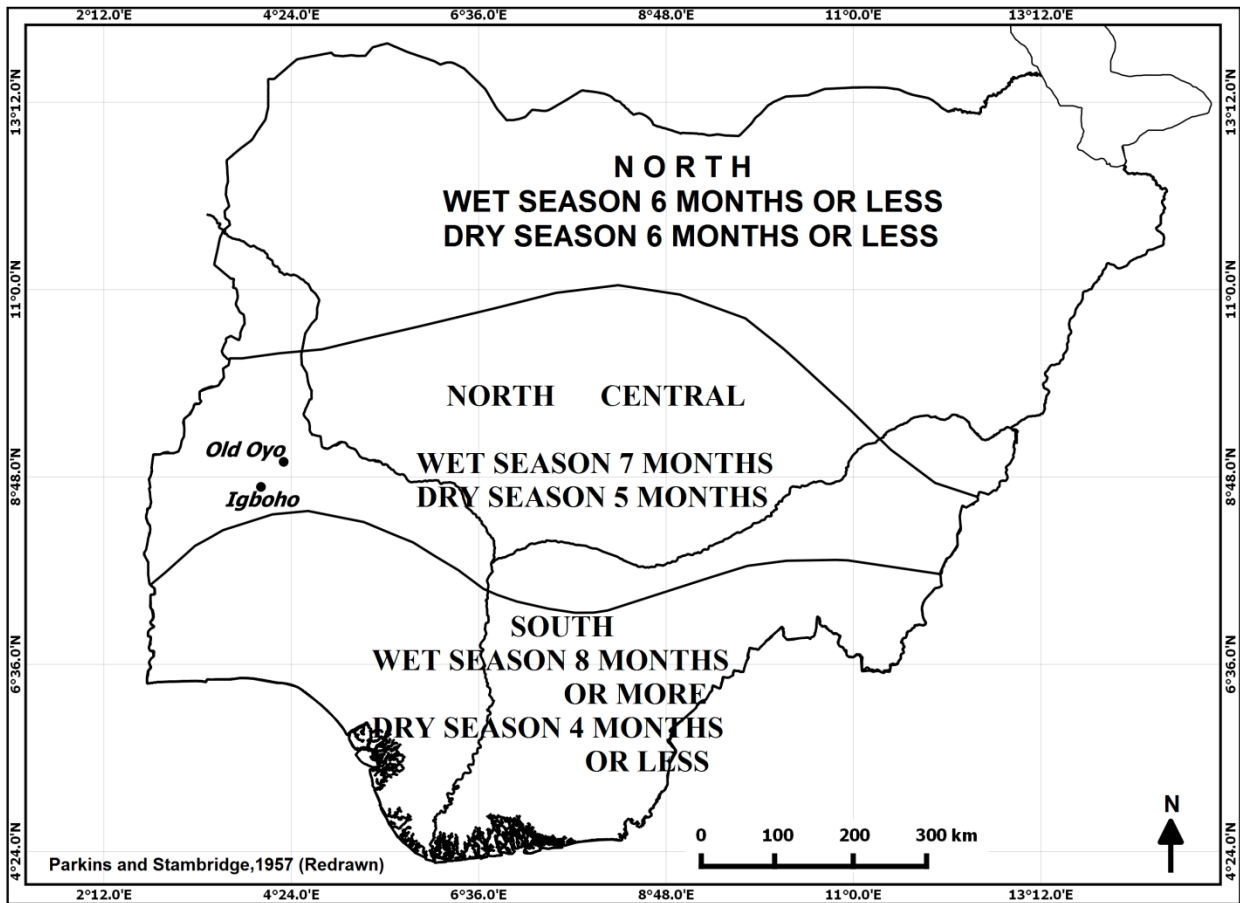 2°12.0'E 4°24.0'E 6°36.0'E 8°48.0'E 11°0.0'E 13°12.0'E
13°12.0'N 13°12.0'N
N O R T H
WET SEASON 6 MONTHS OR LESS
DRY SEASON 6 MONTHS OR LESS
11°0.0'N 11°0.0'N
NORTH CENTRAL
Old Oyo
WET SEASON 7 MONTHS
8°48.0'N 8°48.0'N
Igboho
DRY SEASON 5 MONTHS
SOUTH
WET SEASON 8 MONTHS
6°36.0'N 6°36.0'N
OR MORE
DRY SEASON 4 MONTHS
OR LESS
N
0 100 200 300 km
4°24.0'N 4°24.0'N
Parkins and Stambridge,1957 (Redrawn)
2°12.0'E 4°24.0'E 6°36.0'E 8°48.0'E 11°0.0'E 13°12.0'E